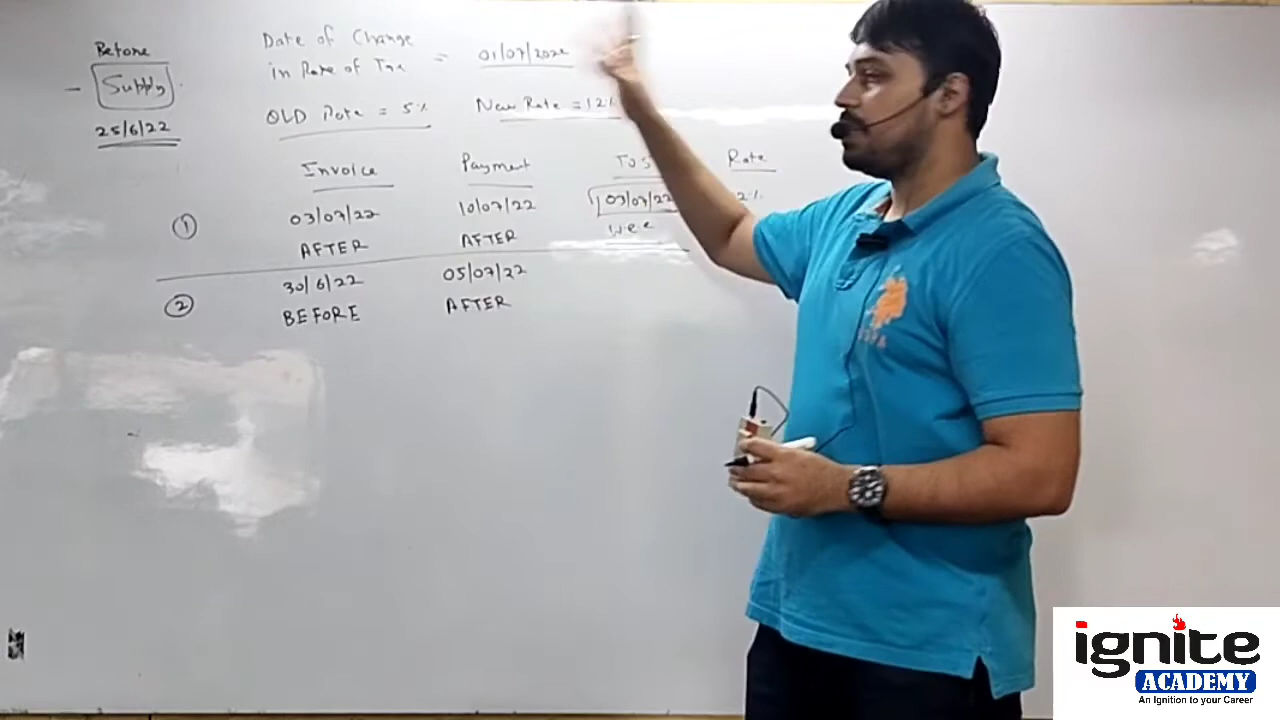 Before
Supply
25/6/22
Date of Change
in Rate of Tax = 01/07/2022
OLD Rate = 5% New Rate = 12%
Invoice Payment TOS Rate
① 03/07/22 10/07/22 03/07/22 2%
AFTER AFTER
② 30/6/22 05/07/22
BEFORE AFTER
ignite
ACADEMY
An Ignition to your Career